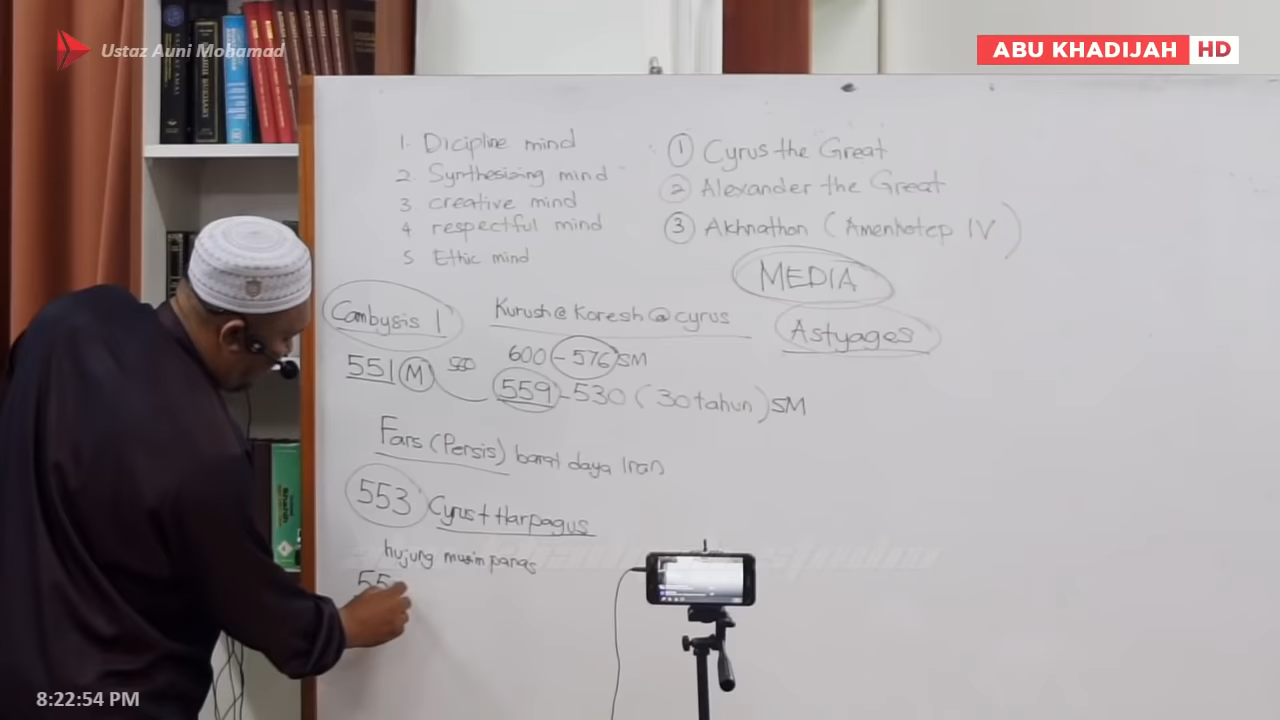 Ustaz Auni Mohamad
ABU KHADIJAH HD
1. Dicipline mind
2. Synthesizing mind
3 creative mind
4 respectful mind
5 Ethic mind
1 Cyrus the Great
2 Alexander the Great
3 Akhnathon (Amenhotep IV)
MEDIA
Cambysis I
Kurush@Koresh@cyrus
Astyages
551 M 550
600 - 576 SM
559 - 530 (30 tahun) SM
Fars (Persis) barat daya Iran
553 Cyrus + Harpagus
hujung musim panas
55
8:22:54 PM